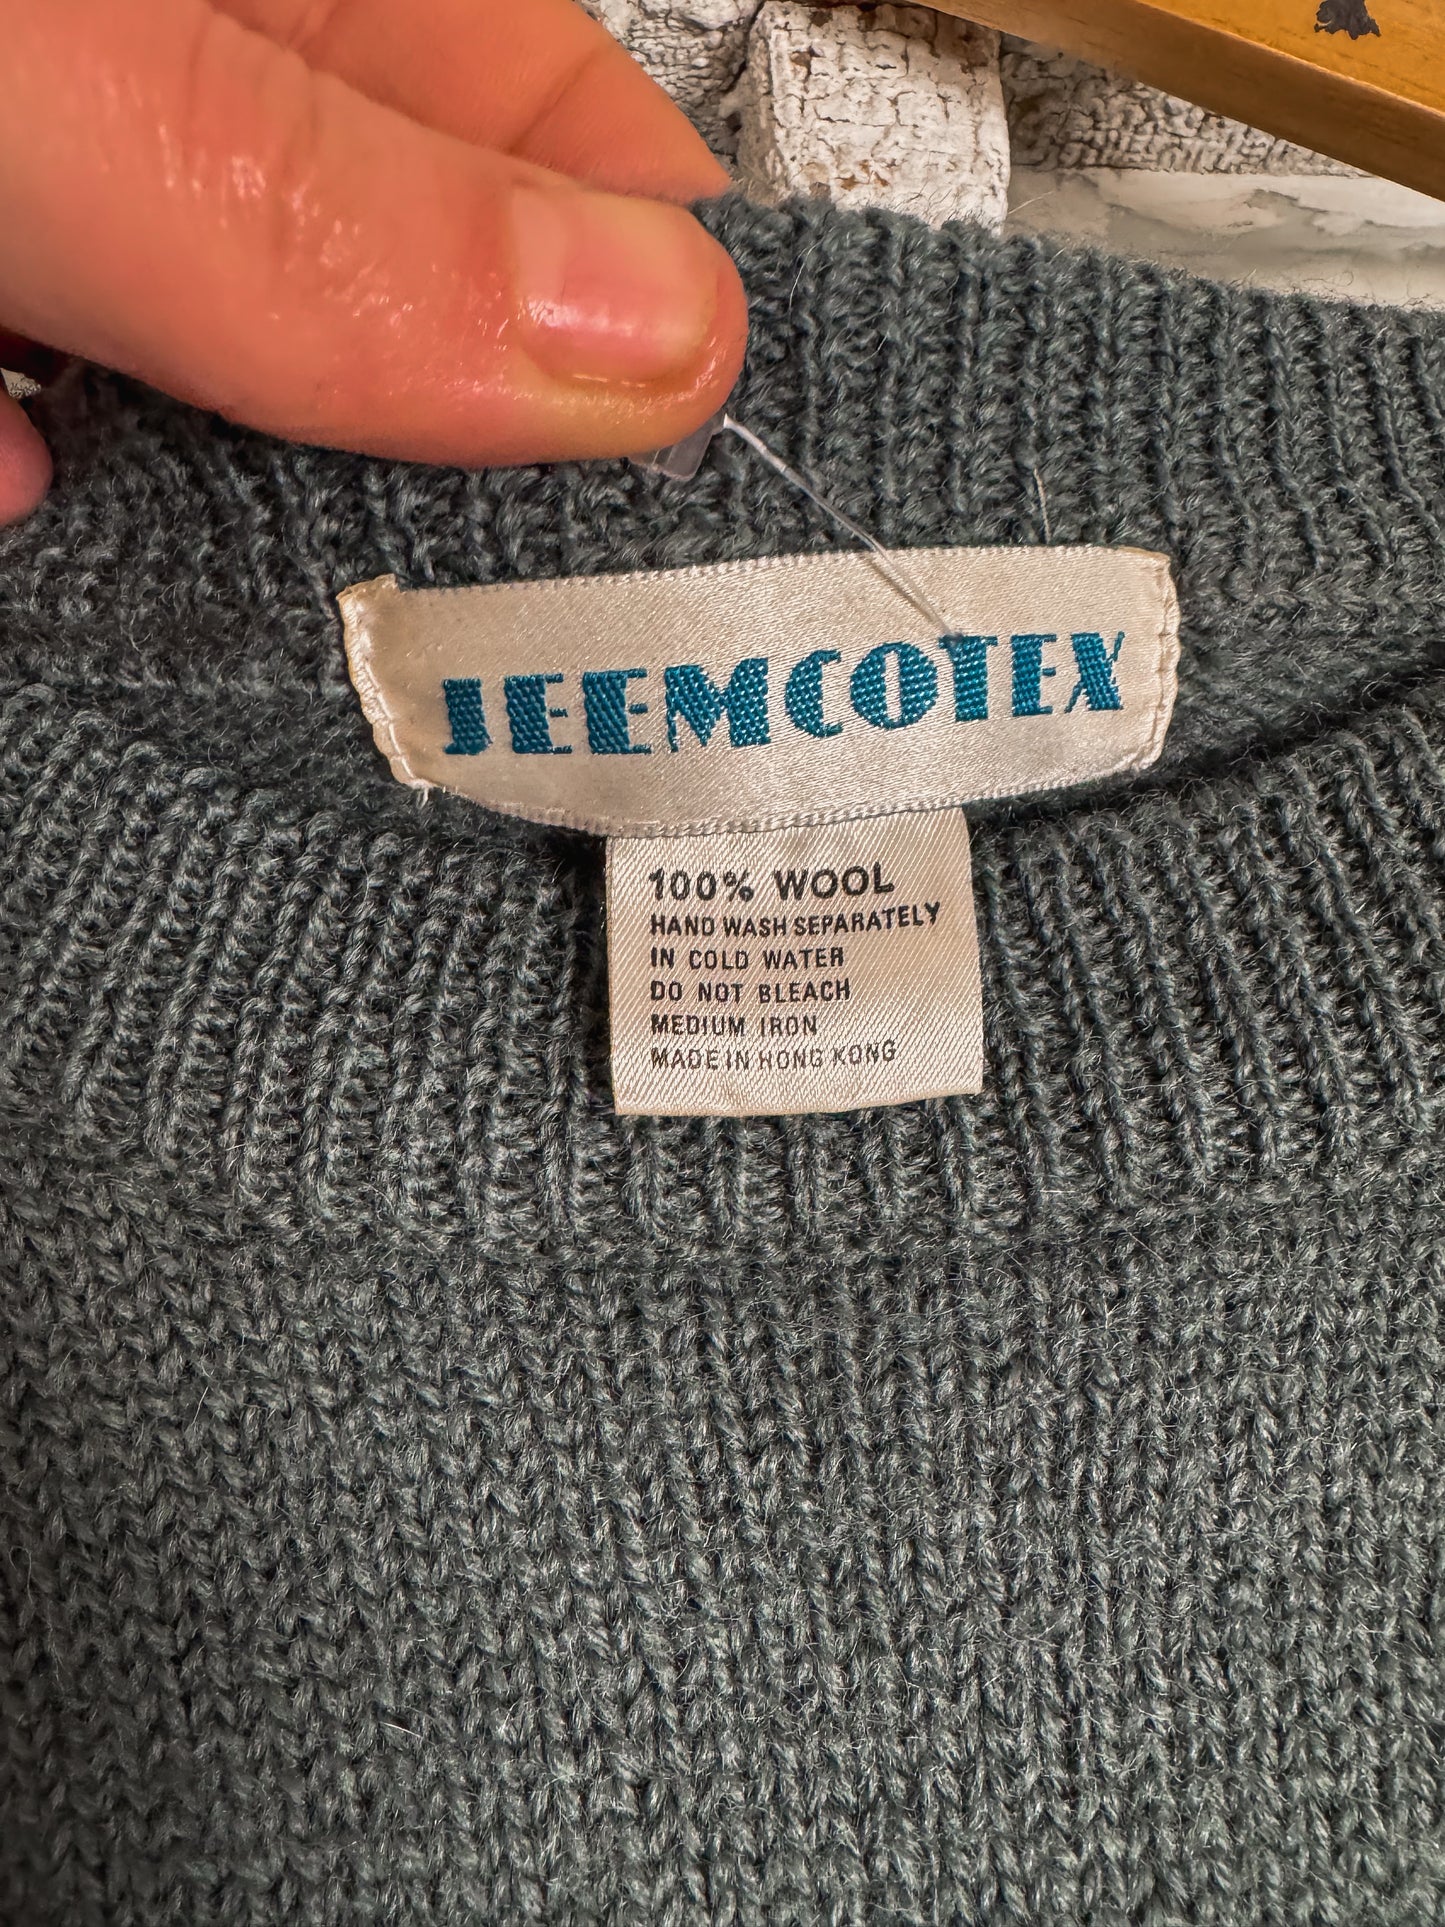 JEEMCOTEX
100% WOOL
HAND WASH SEPARATELY
IN COLD WATER
DO NOT BLEACH
MEDIUM IRON
MADE IN HONG KONG